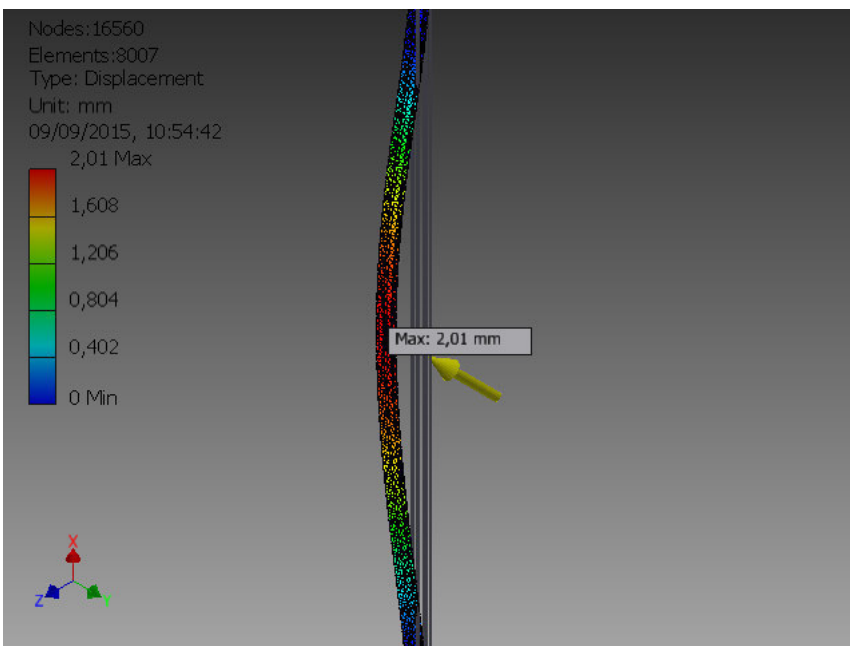 Nodes:16560
Elements:8007
Type: Displacement
Unit: mm
09/09/2015, 10:54:42
2,01 Max
1,608
1,206
0,804
0,402
0 Min
Max: 2,01 mm
X
Z
Y